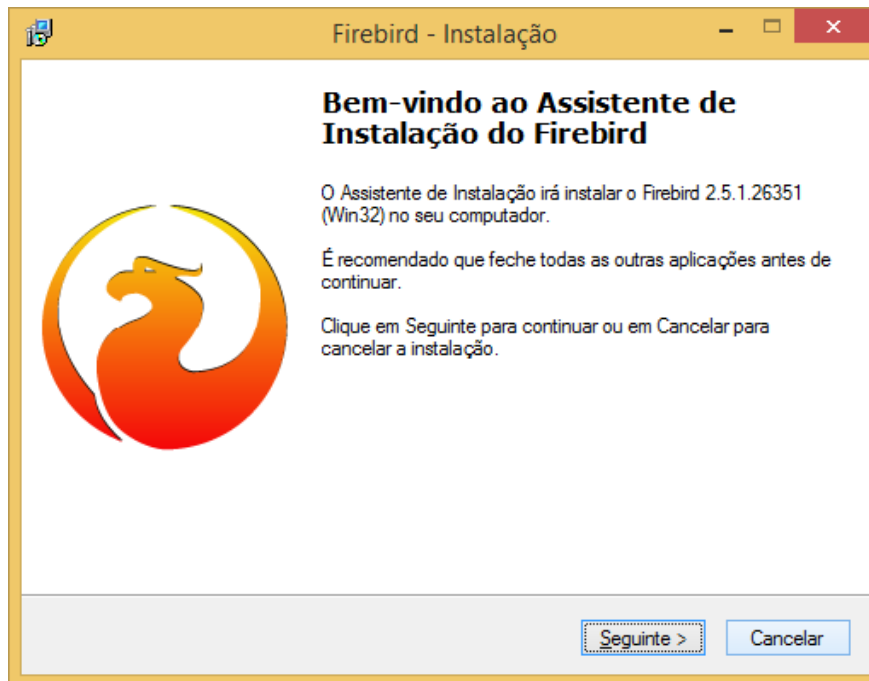 Firebird - Instalação
Bem-vindo ao Assistente de
Instalação do Firebird
O Assistente de Instalação irá instalar o Firebird 2.5.1.26351
(Win32) no seu computador.
É recomendado que feche todas as outras aplicações antes de
continuar.
Clique em Seguinte para continuar ou em Cancelar para
cancelar a instalação.
Seguinte >
Cancelar